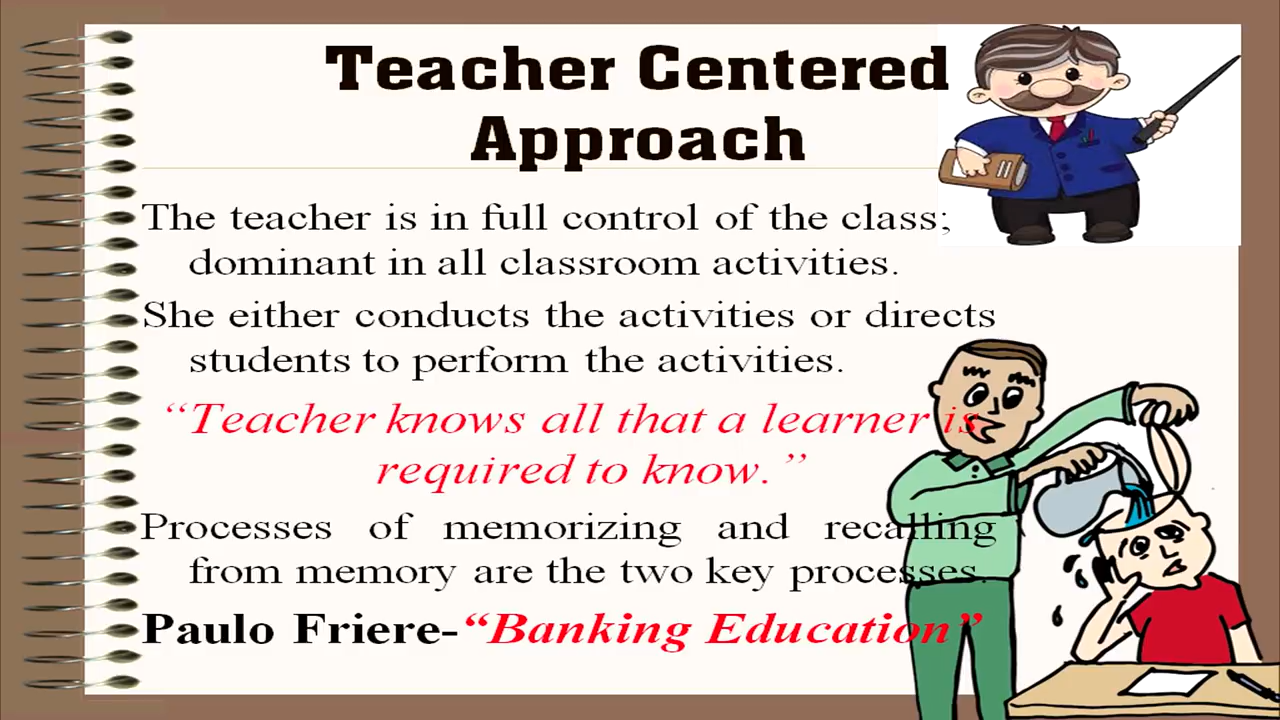 Teacher Centered
Approach
The teacher is in full control of the class;
dominant in all classroom activities.
She either conducts the activities or directs
students to perform the activities.
“Teacher knows all that a learner is
required to know.”
Processes of memorizing and recalling
from memory are the two key processes.
Paulo Friere-“Banking Education”